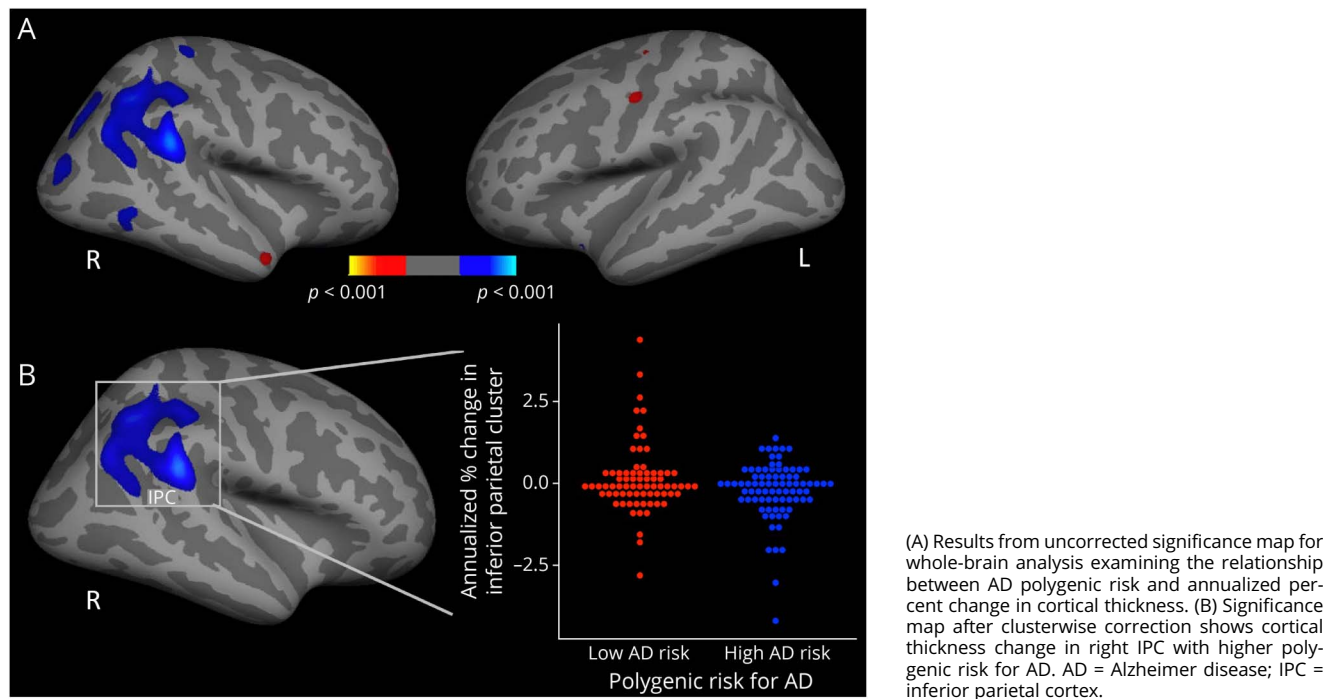 A
R
L
p < 0.001
p < 0.001
B
IPC
R
Annualized % change in
inferior parietal cluster
2.5
0.0
–2.5
Low AD risk
High AD risk
Polygenic risk for AD
(A) Results from uncorrected significance map for
whole-brain analysis examining the relationship
between AD polygenic risk and annualized per-
cent change in cortical thickness. (B) Significance
map after clusterwise correction shows cortical
thickness change in right IPC with higher poly-
genic risk for AD. AD = Alzheimer disease; IPC =
inferior parietal cortex.